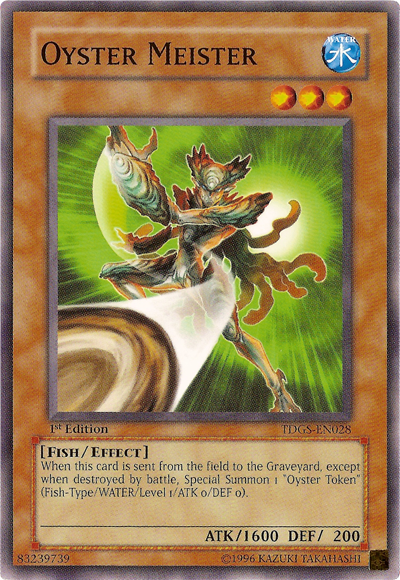 OYSTER MEISTER
WATER
水
1st Edition
TDGS-EN028
[FISH / EFFECT]
When this card is sent from the field to the Graveyard, except
when destroyed by battle, Special Summon 1 "Oyster Token"
(Fish-Type/WATER/Level 1/ATK 0/DEF 0).
ATK/1600 DEF/ 200
83239739
©1996 KAZUKI TAKAHASHI